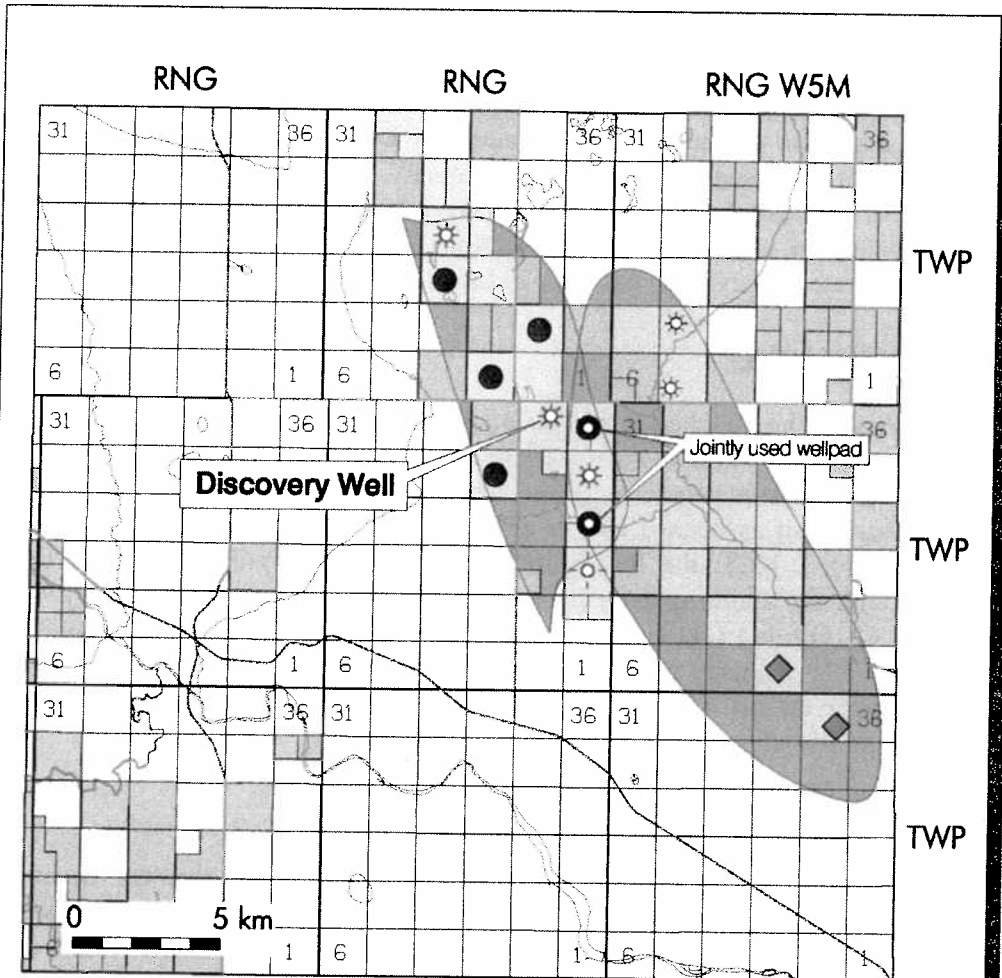 RNG RNG RNG W5M
31 36 31 36 31 36
TWP
6 1 6 1 6 1
31 36 31 31 36
Jointly used wellpad
Discovery Well
TWP
6 1 6 1 6 1
31 36 31 36 31 36
TWP
0 5 km
6 1 6 1 6 1